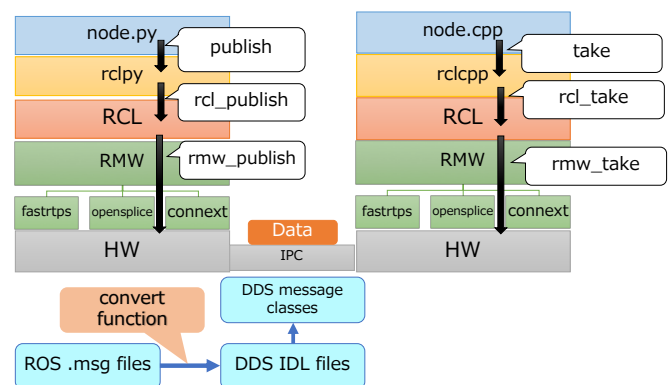 node.py
publish
rclpy
rcl_publish
RCL
RMW
rmw_publish
fastrtps
opensplice
connext
HW
node.cpp
take
rclcpp
rcl_take
RCL
RMW
rmw_take
fastrtps
opensplice
connext
HW
Data
IPC
convert
function
DDS message
classes
ROS .msg files
DDS IDL files